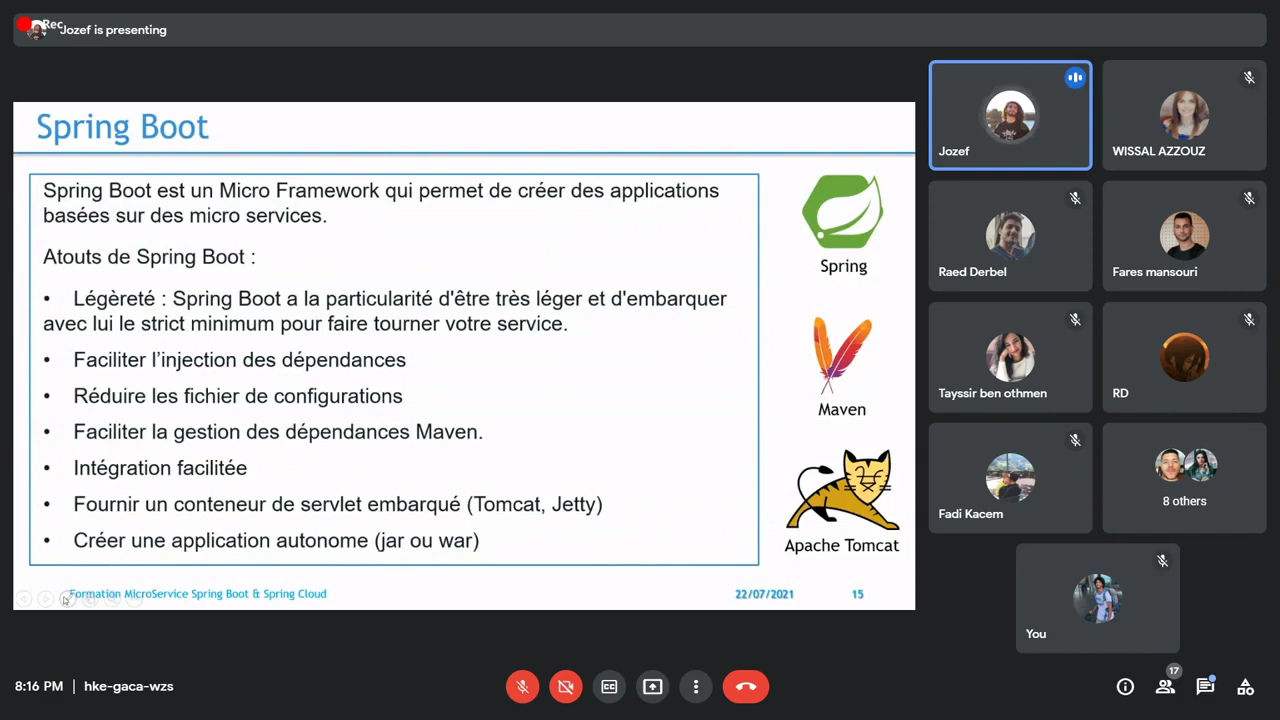 Rec
Jozef is presenting
Spring Boot
Spring Boot est un Micro Framework qui permet de créer des applications
basées sur des micro services.
Atouts de Spring Boot :
• Légèreté : Spring Boot a la particularité d'être très léger et d'embarquer
avec lui le strict minimum pour faire tourner votre service.
• Faciliter l’injection des dépendances
• Réduire les fichier de configurations
• Faciliter la gestion des dépendances Maven.
• Intégration facilitée
• Fournir un conteneur de servlet embarqué (Tomcat, Jetty)
• Créer une application autonome (jar ou war)
Spring
Maven
Apache Tomcat
Formation MicroService Spring Boot & Spring Cloud
22/07/2021
15
Jozef
WISSAL AZZOUZ
Raed Derbel
Fares mansouri
Tayssir ben othmen
RD
Fadi Kacem
8 others
You
8:16 PM
hke-gaca-wzs
17